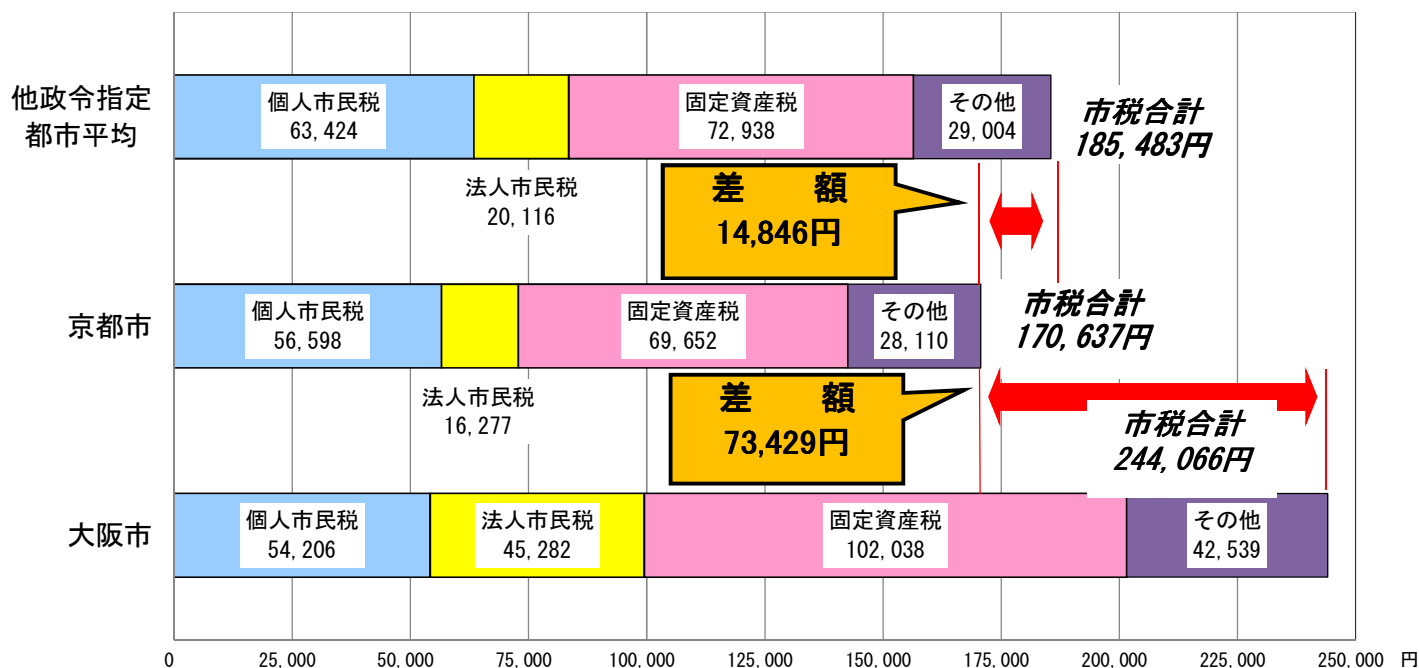 他政令指定
都市平均
個人市民税
63,424
固定資産税
72,938
その他
29,004
市税合計
185,483円
法人市民税
20,116
差　額
14,846円
京都市
個人市民税
56,598
固定資産税
69,652
その他
28,110
市税合計
170,637円
法人市民税
16,277
差　額
73,429円
市税合計
244,066円
大阪市
個人市民税
54,206
法人市民税
45,282
固定資産税
102,038
その他
42,539
0 25,000 50,000 75,000 100,000 125,000 150,000 175,000 200,000 225,000 250,000 円